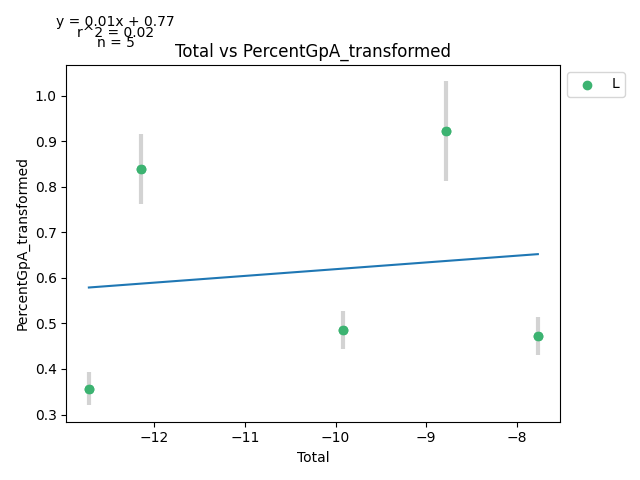 y = 0.01x + 0.77
r^2 = 0.02
n = 5
Total vs PercentGpA_transformed
L
PercentGpA_transformed
1.0
0.9
0.8
0.7
0.6
0.5
0.4
0.3
−12
−11
−10
−9
−8
Total